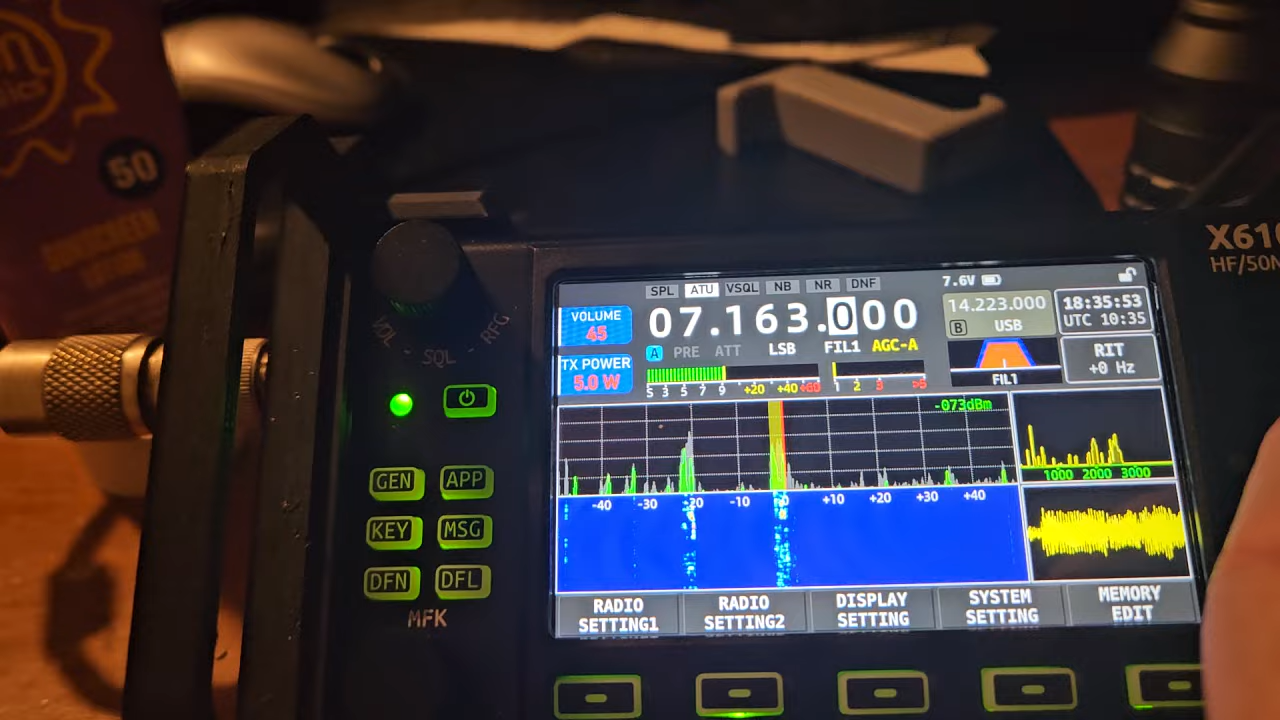 50
SUNSCREEN
LOTION
X610
HF/50M
SPL ATU VSQL NB NR DNF
7.6V
VOLUME
45
07.163.000
14.223.000
B USB
18:35:53
UTC 10:35
TX POWER
5.0 W
A PRE ATT LSB FIL1 AGC-A
S 3 5 7 9 +20 +40 +60
1 2 3 >5
FIL1
RIT
+0 Hz
VOL SQL RFG
-073dBm
-40 -30 -20 -10 +0 +10 +20 +30 +40
1000 2000 3000
GEN APP
KEY MSG
DFN DFL
MFK
RADIO
SETTING1
RADIO
SETTING2
DISPLAY
SETTING
SYSTEM
SETTING
MEMORY
EDIT